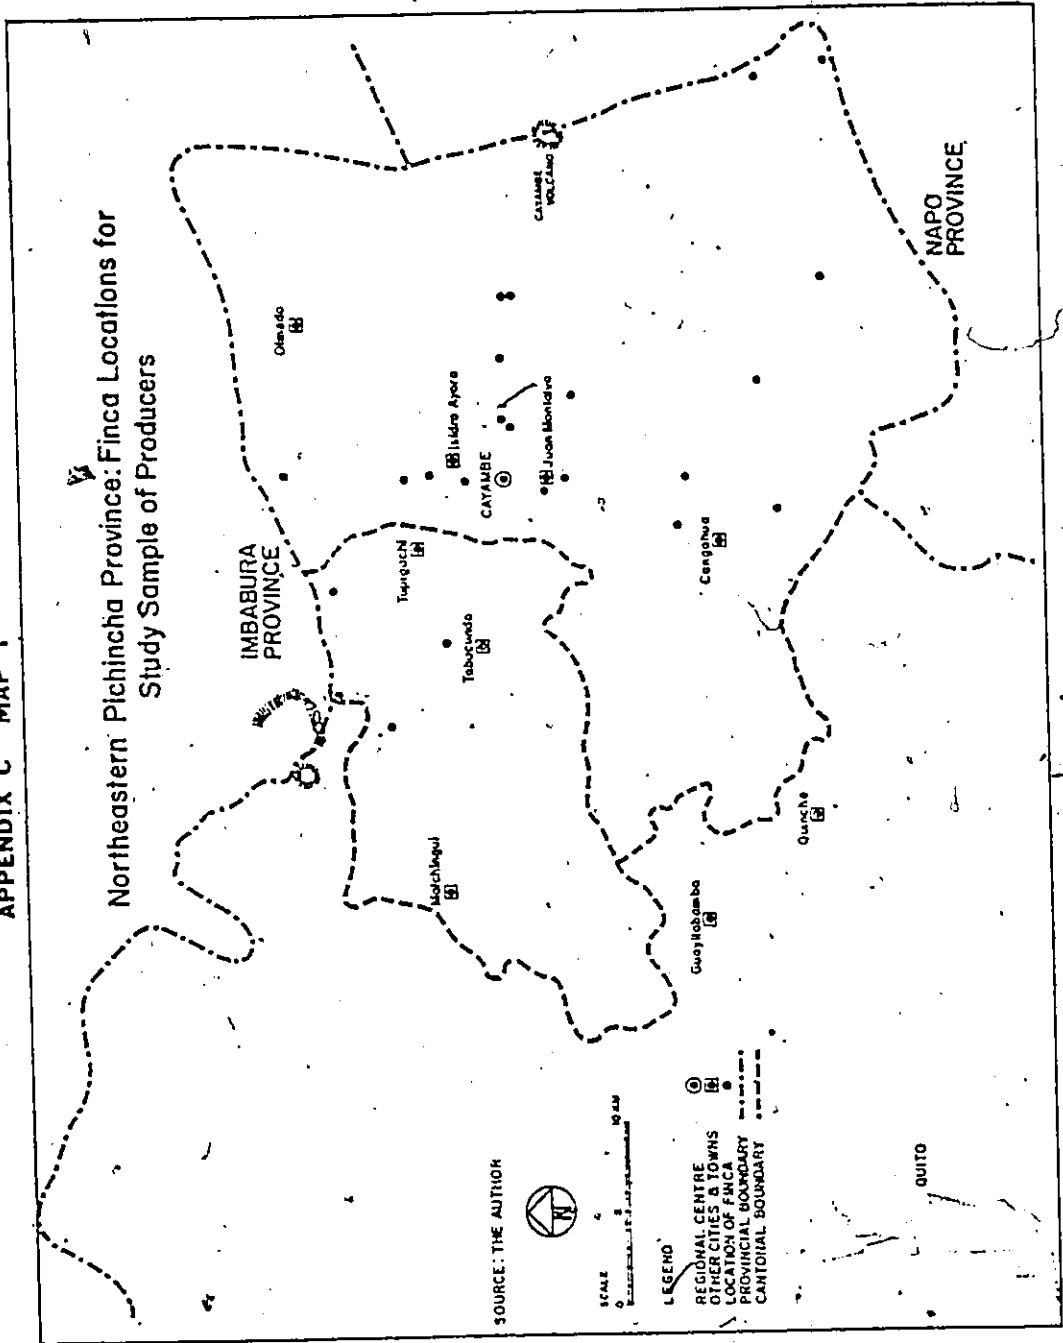 APPENDIX C MAP 1
Northeastern Pichincha Province: Finca Locations for
Study Sample of Producers
IMBABURA
PROVINCE
Olmedo
CAYAMBE
VOLCANO
Isidro Ayora
CAYAMBE
Juan Montalvo
Tupigachi
Tabacundo
Cangahua
NAPO
PROVINCE
Malchingui
Guayllabamba
Quinche
QUITO
SOURCE: THE AUTHOR
N
SCALE
0
10 KM
LEGEND
REGIONAL CENTRE
OTHER CITIES & TOWNS
LOCATION OF FINCA
PROVINCIAL BOUNDARY
CANTONAL BOUNDARY